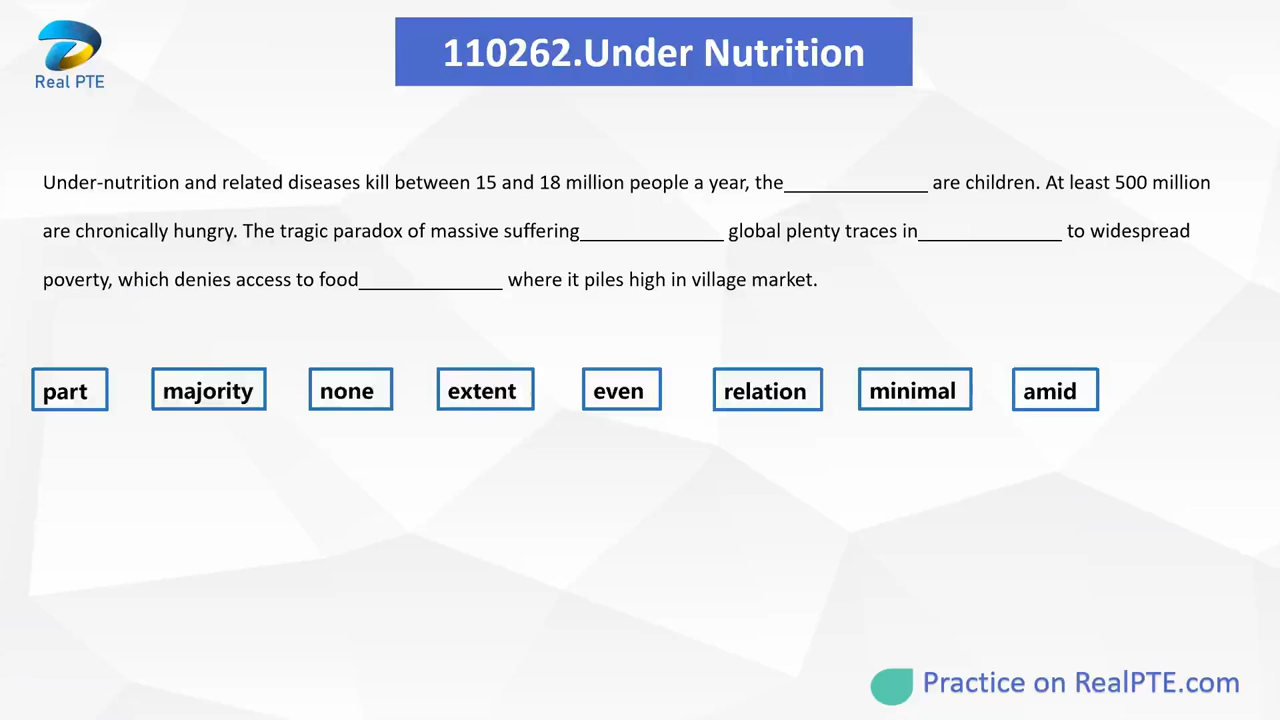 Real PTE
110262.Under Nutrition
Under-nutrition and related diseases kill between 15 and 18 million people a year, the______________ are children. At least 500 million
are chronically hungry. The tragic paradox of massive suffering______________ global plenty traces in______________ to widespread
poverty, which denies access to food______________ where it piles high in village market.
part majority none extent even relation minimal amid
Practice on RealPTE.com